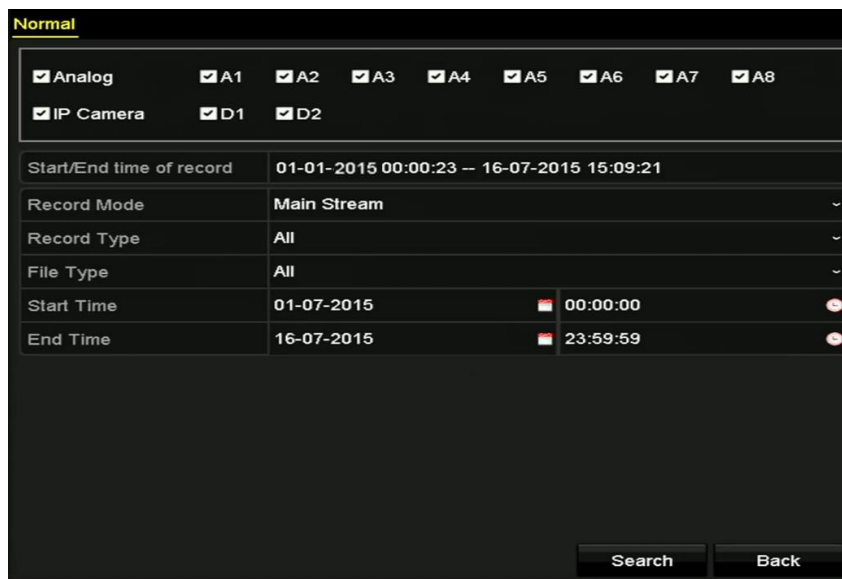 Normal
Analog A1 A2 A3 A4 A5 A6 A7 A8
IP Camera D1 D2
Start/End time of record 01-01-2015 00:00:23 -- 16-07-2015 15:09:21
Record Mode Main Stream
Record Type All
File Type All
Start Time 01-07-2015 00:00:00
End Time 16-07-2015 23:59:59
Search Back